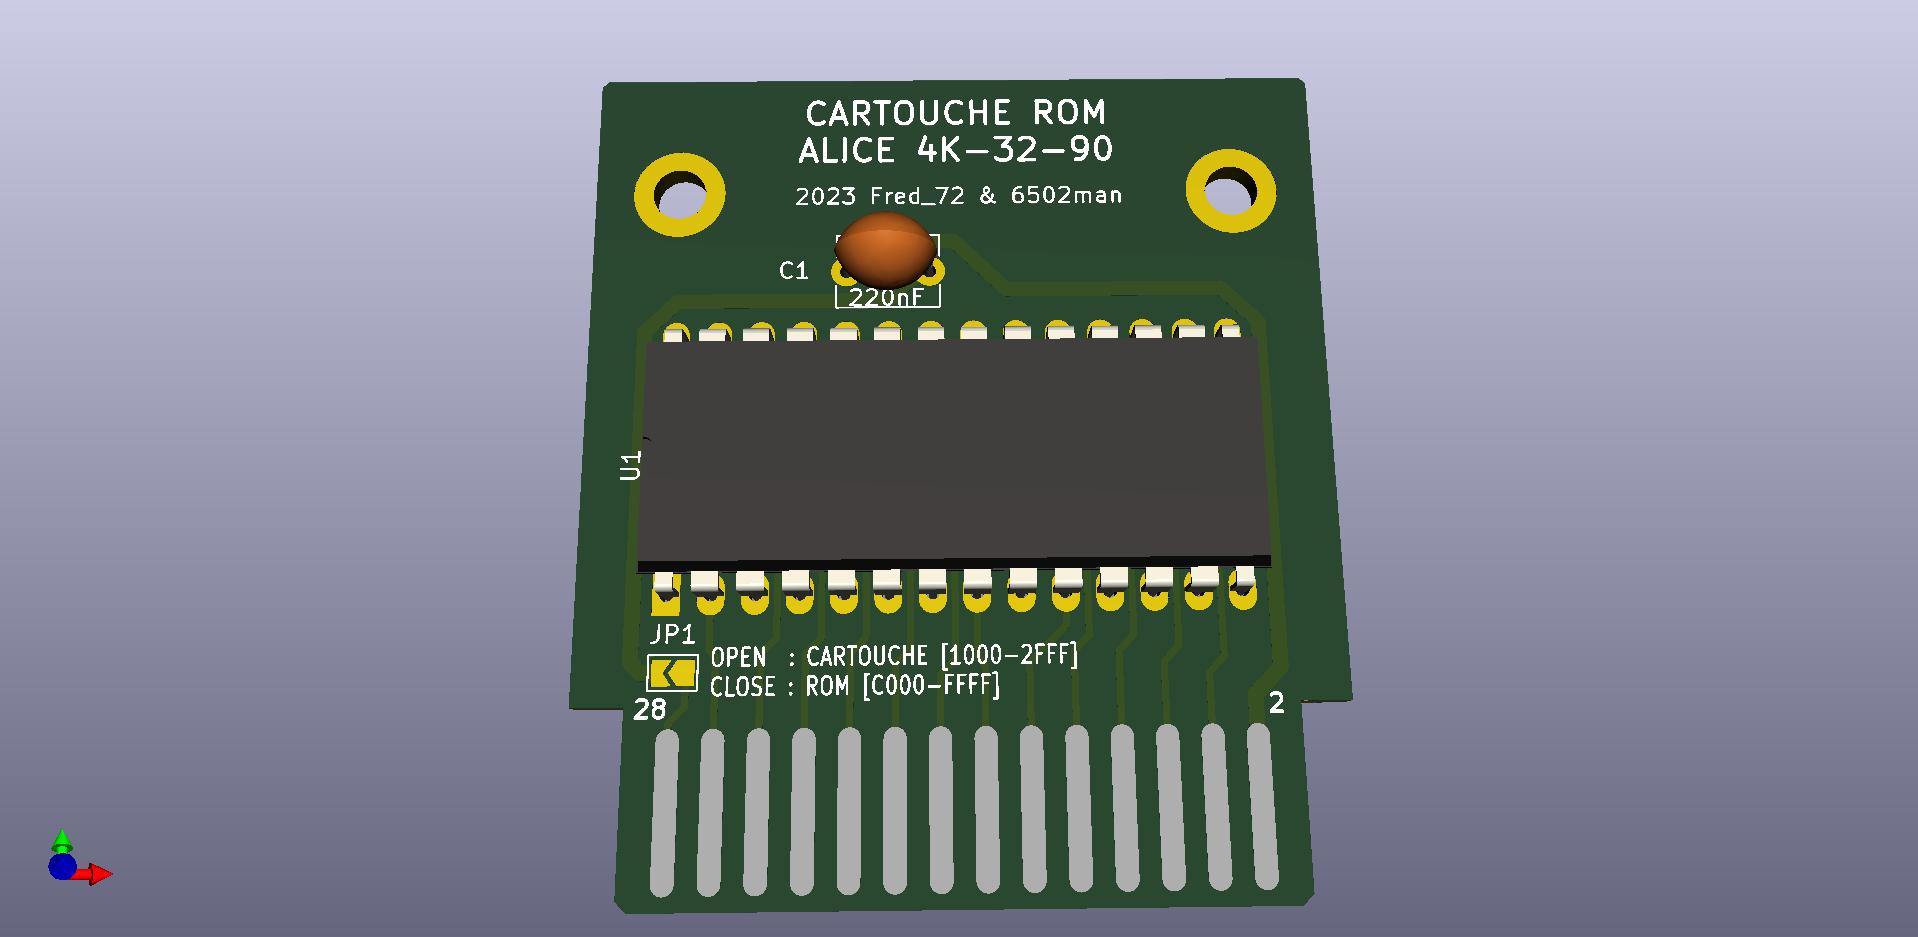 CARTOUCHE ROM
ALICE 4K-32-90
2023 Fred_72 & 6502man
C1
220nF
U1
JP1
OPEN : CARTOUCHE [1000-2FFF]
CLOSE : ROM [C000-FFFF]
28
2